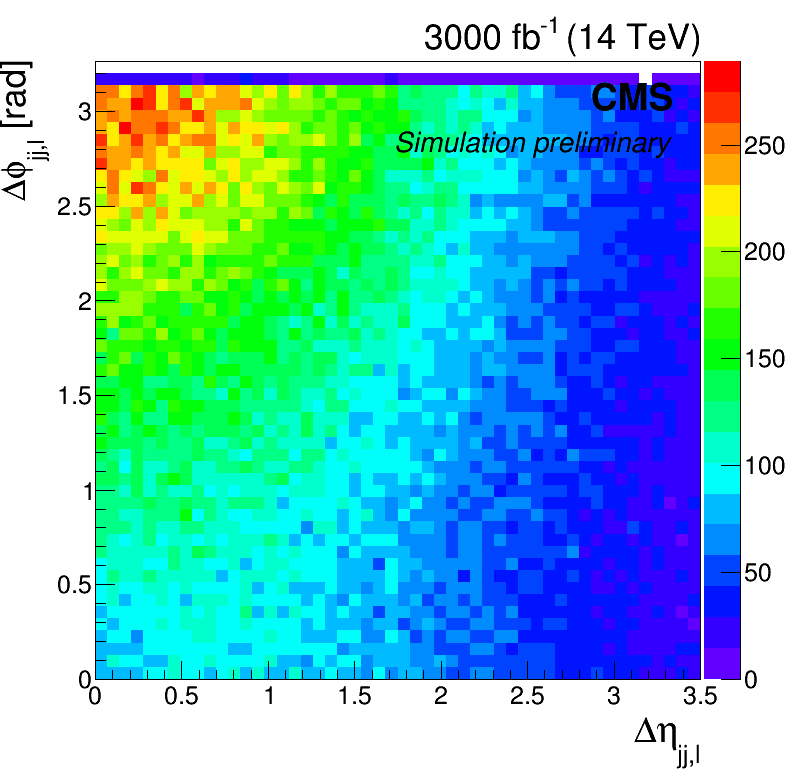 3000 fb⁻¹ (14 TeV)
CMS
Simulation preliminary
Δϕjj,l [rad]
3
2.5
2
1.5
1
0.5
0
0 0.5 1 1.5 2 2.5 3 3.5
Δηjj,l
250
200
150
100
50
0